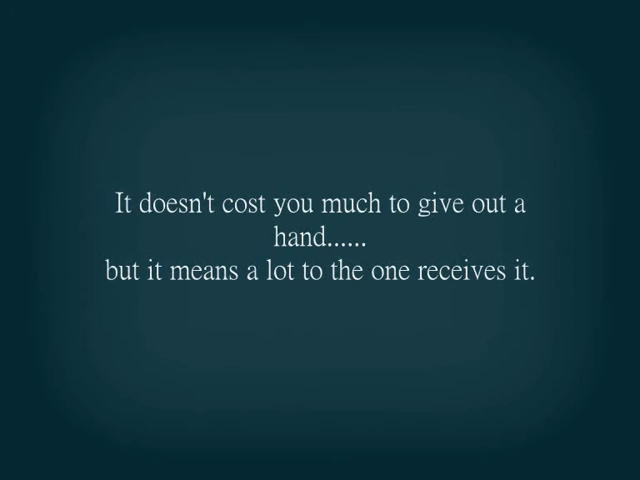 It doesn't cost you much to give out a
hand......
but it means a lot to the one receives it.